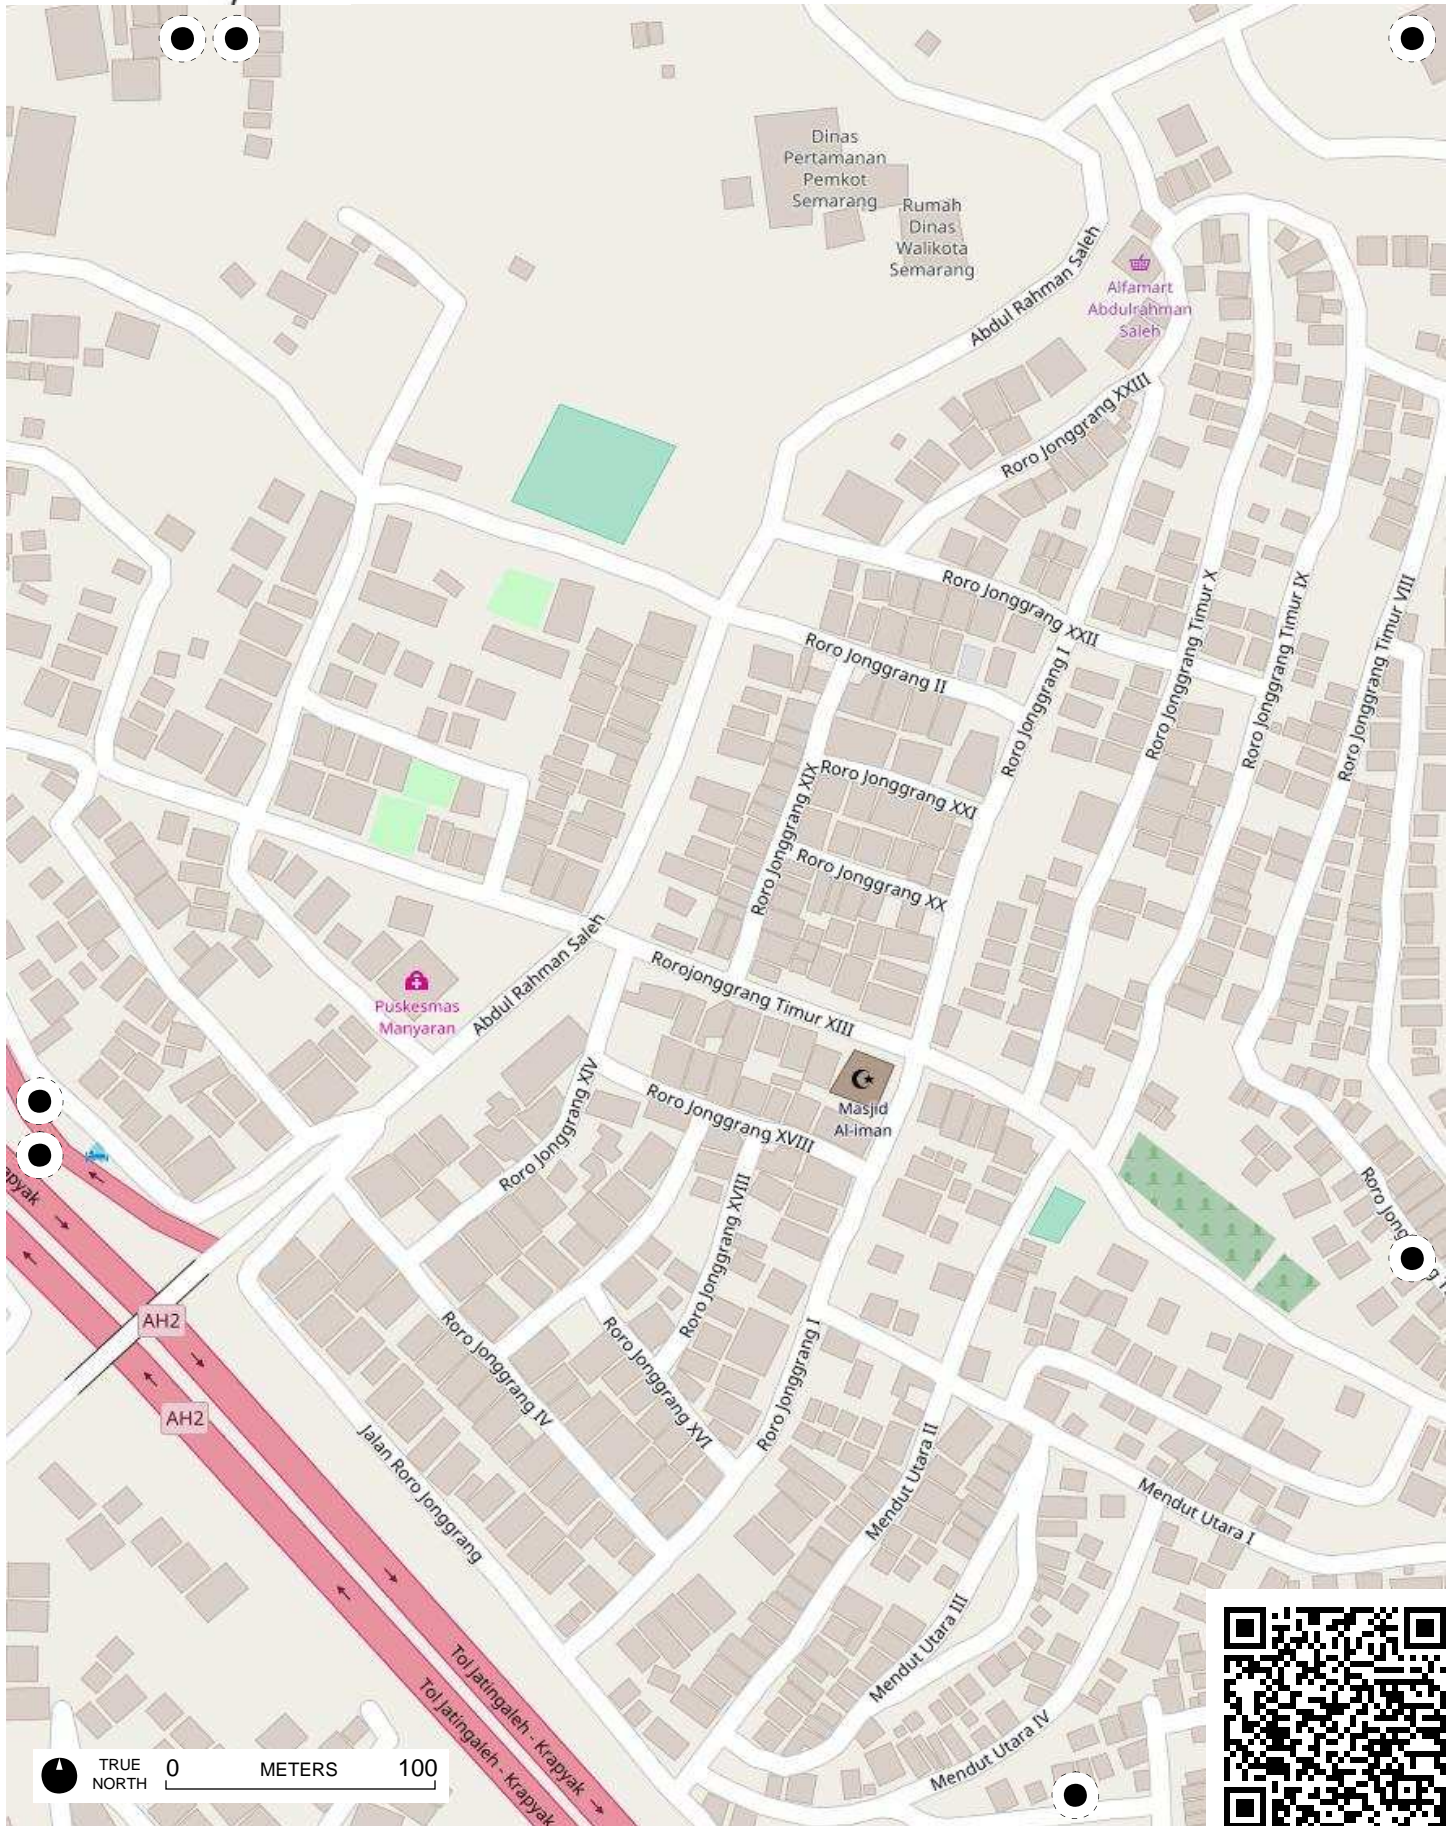 Dinas
Pertamanan
Pemkot
Semarang
Rumah
Dinas
Walikota
Semarang
Abdul Rahman Saleh
Alfamart
Abdulrahman
Saleh
Roro Jonggrang XXIII
Roro Jonggrang XXII
Roro Jonggrang II
Roro Jonggrang I
Roro Jonggrang Timur X
Roro Jonggrang Timur IX
Roro Jonggrang Timur VIII
Roro Jonggrang XIX
Roro Jonggrang XXI
Roro Jonggrang XX
Abdul Rahman Saleh
Rorojonggrang Timur XIII
Puskesmas
Manyaran
Roro Jonggrang XIV
Roro Jonggrang XVIII
Masjid
Al-iman
Roro Jonggrang XVIII
Roro Jong
apyak
AH2
AH2
Roro Jonggrang IV
Roro Jonggrang XVI
Roro Jonggrang I
Jalan Roro Jonggrang
Mendut Utara II
Mendut Utara I
Mendut Utara III
Mendut Utara IV
Tol Jatingaleh - Krapyak
Tol Jatingaleh - Krapyak
TRUE
NORTH
0 METERS 100